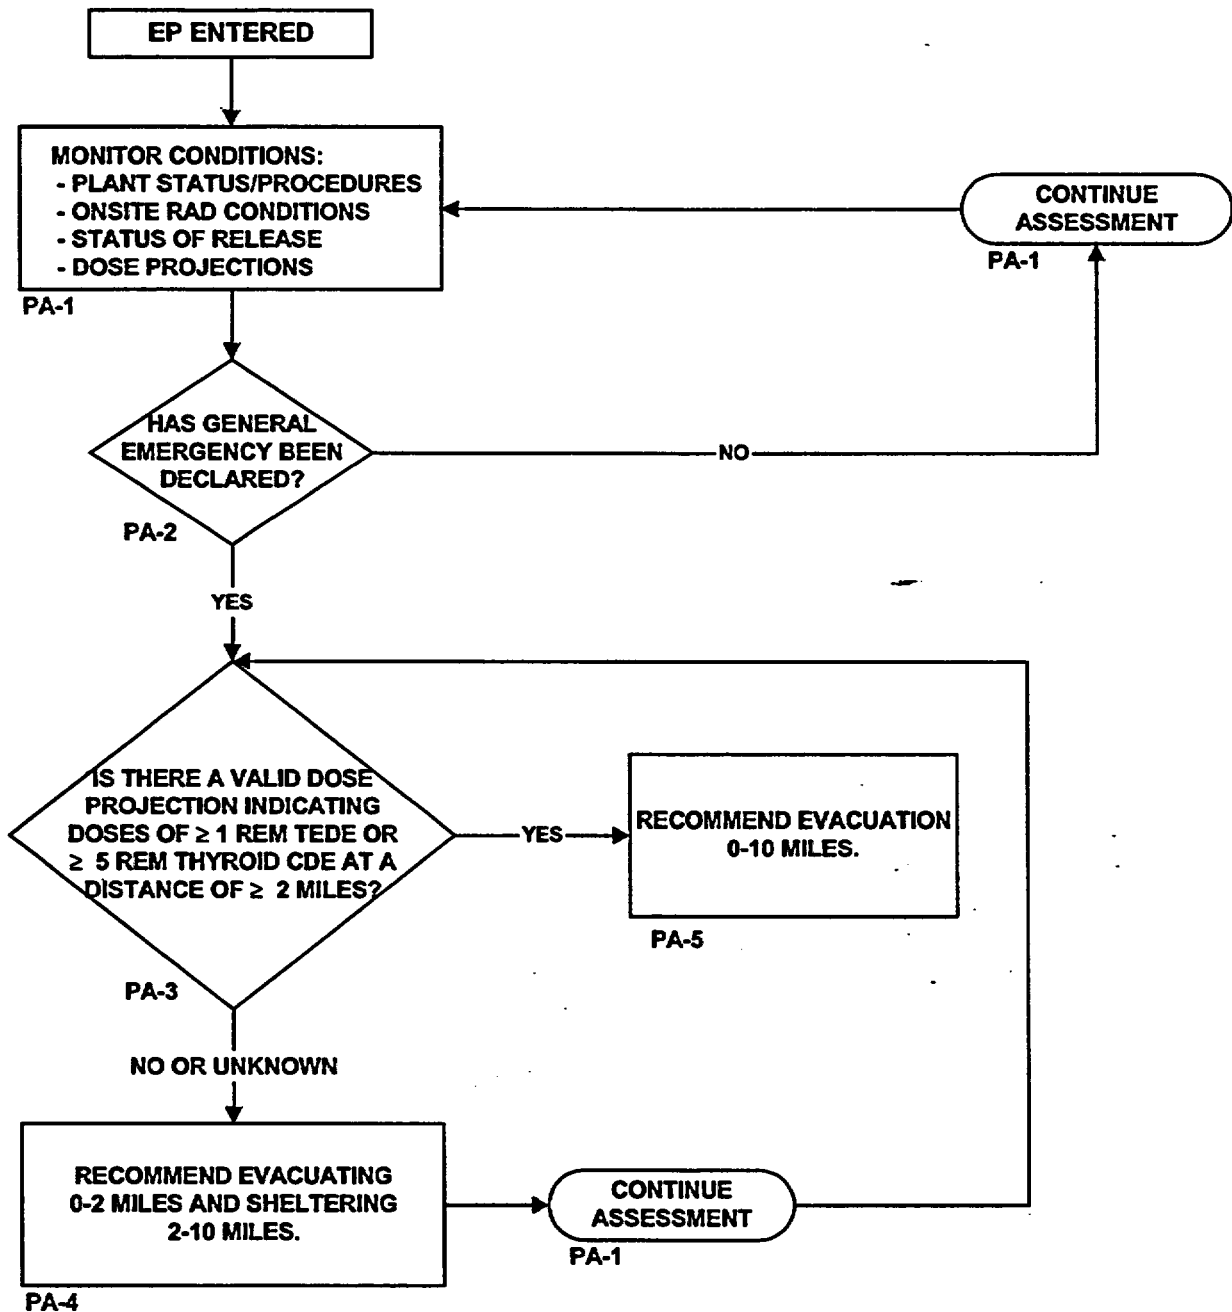 EP ENTERED
MONITOR CONDITIONS:
- PLANT STATUS/PROCEDURES
- ONSITE RAD CONDITIONS
- STATUS OF RELEASE
- DOSE PROJECTIONS
PA-1
CONTINUE
ASSESSMENT
PA-1
HAS GENERAL
EMERGENCY BEEN
DECLARED?
NO
PA-2
YES
IS THERE A VALID DOSE
PROJECTION INDICATING
DOSES OF ≥ 1 REM TEDE OR
≥ 5 REM THYROID CDE AT A
DISTANCE OF ≥ 2 MILES?
YES
RECOMMEND EVACUATION
0-10 MILES.
PA-5
PA-3
NO OR UNKNOWN
RECOMMEND EVACUATING
0-2 MILES AND SHELTERING
2-10 MILES.
PA-4
CONTINUE
ASSESSMENT
PA-1